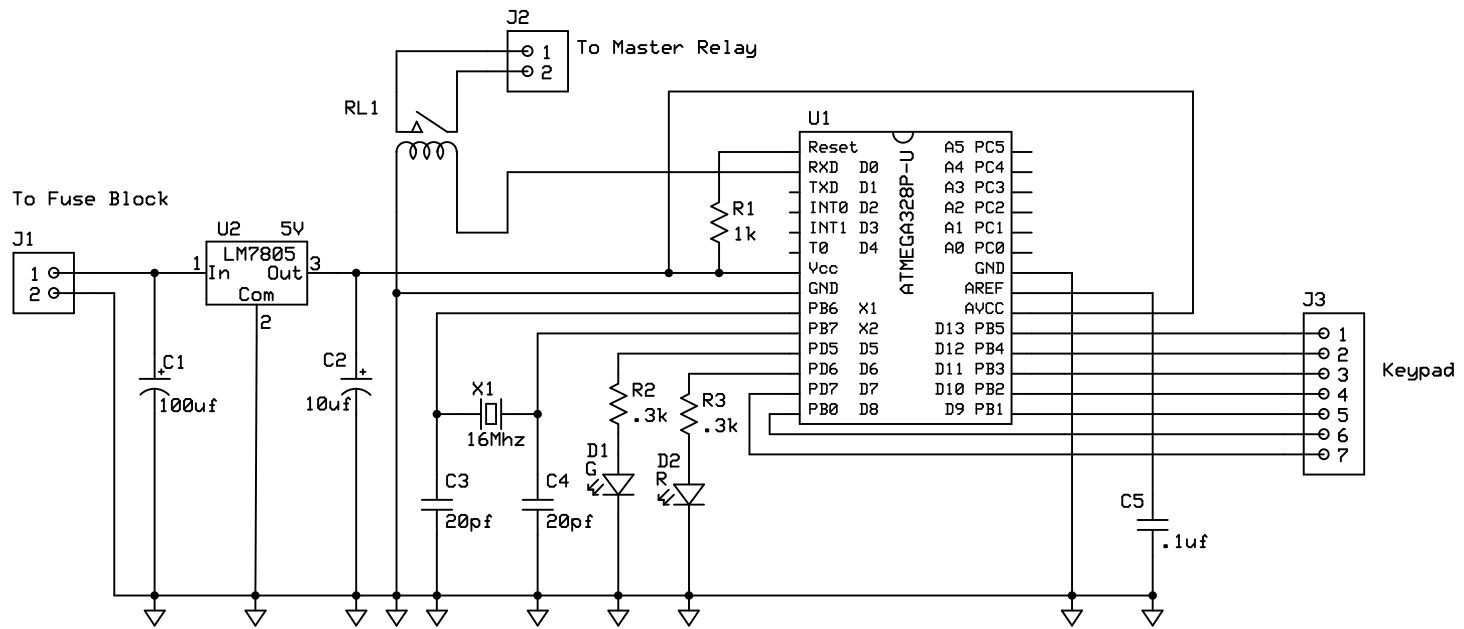 J2
1 To Master Relay
2
RL1
U1
Reset A5 PC5
RXD D0 A4 PC4
TXD D1 A3 PC3
INT0 D2 A2 PC2
INT1 D3 A1 PC1
T0 D4 A0 PC0
Vcc GND
GND AREF
PB6 X1 AVCC
PB7 X2 D13 PB5
PD5 D5 D12 PB4
PD6 D6 D11 PB3
PD7 D7 D10 PB2
PB0 D8 D9 PB1
ATMEGA328P-U
R1
1k
To Fuse Block
J1
1
2
U2 5V
LM7805
1 In Out 3
Com
2
C1
+
100uf
C2
+
10uf
X1
16Mhz
R2
.3k
R3
.3k
D1
G
D2
R
C3
20pf
C4
20pf
C5
.1uf
J3
1
2
3
4
5
6
7
Keypad